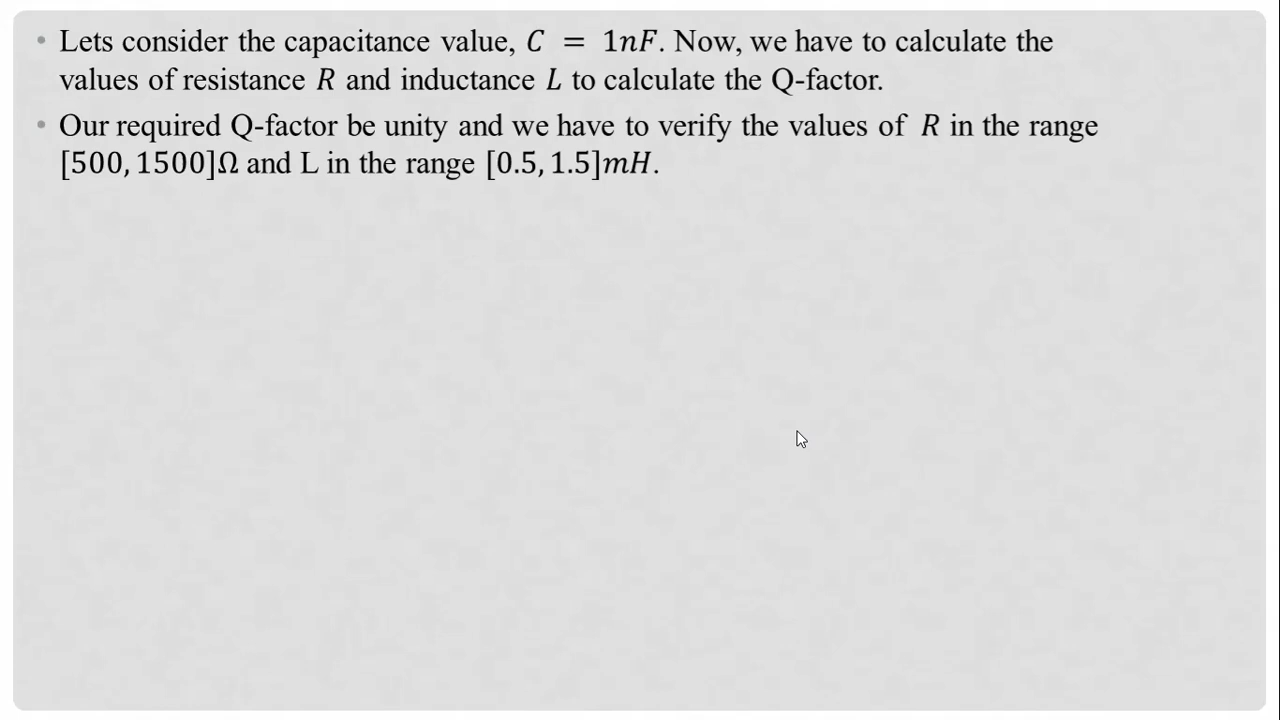 • Lets consider the capacitance value, C = 1nF. Now, we have to calculate the
values of resistance R and inductance L to calculate the Q-factor.
• Our required Q-factor be unity and we have to verify the values of R in the range
[500, 1500]Ω and L in the range [0.5, 1.5]mH.